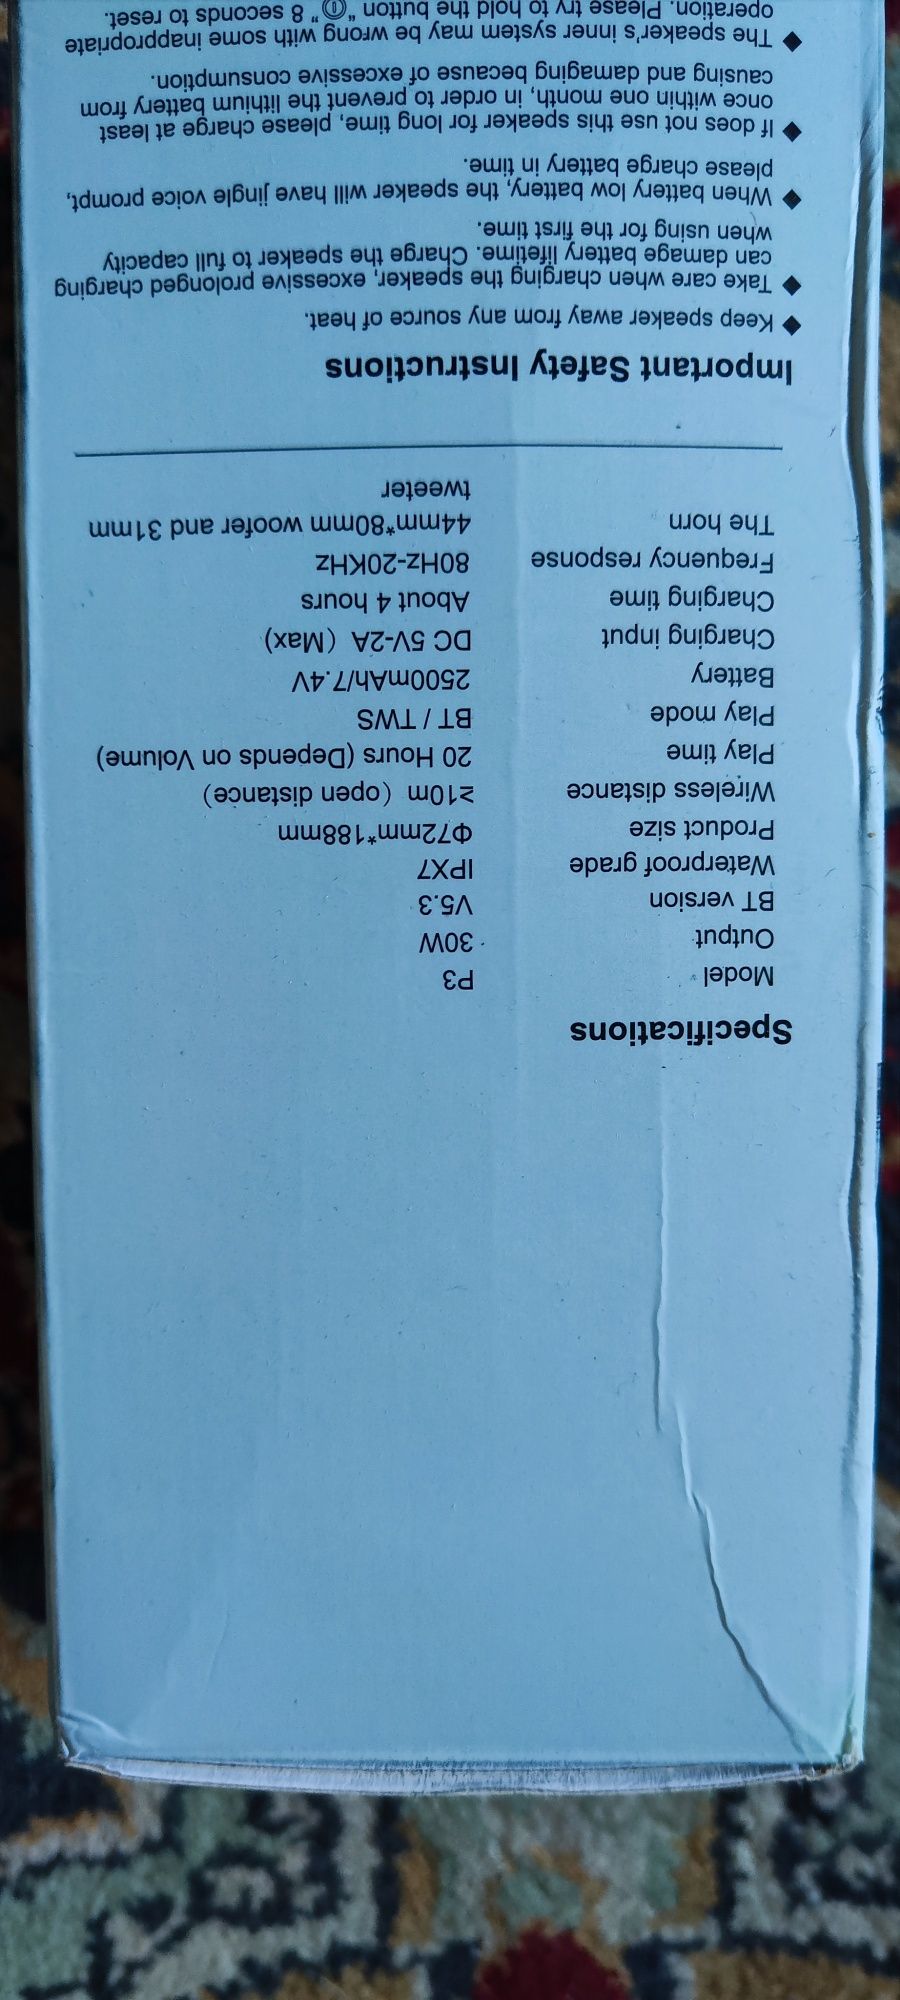 Specifications
Model P3
Output 30W
BT version V5.3
Waterproof grade IPX7
Product size Φ72mm*188mm
Wireless distance ≥10m (open distance)
Play time 20 Hours (Depends on Volume)
Play mode BT / TWS
Battery 2500mAh/7.4V
Charging input DC 5V-2A (Max)
Charging time About 4 hours
Frequency response 80Hz-20KHz
The horn 44mm*80mm woofer and 31mm
tweeter
Important Safety Instructions
◆ Keep speaker away from any source of heat.
◆ Take care when charging the speaker, excessive prolonged charging
can damage battery lifetime. Charge the speaker to full capacity
when using for the first time.
◆ When battery low battery, the speaker will have jingle voice prompt,
please charge battery in time.
◆ If does not use this speaker for long time, please charge at least
once within one month, in order to prevent the lithium battery from
causing and damaging because of excessive consumption.
◆ The speaker's inner system may be wrong with some inappropriate
operation. Please try to hold the button " " 8 seconds to reset.